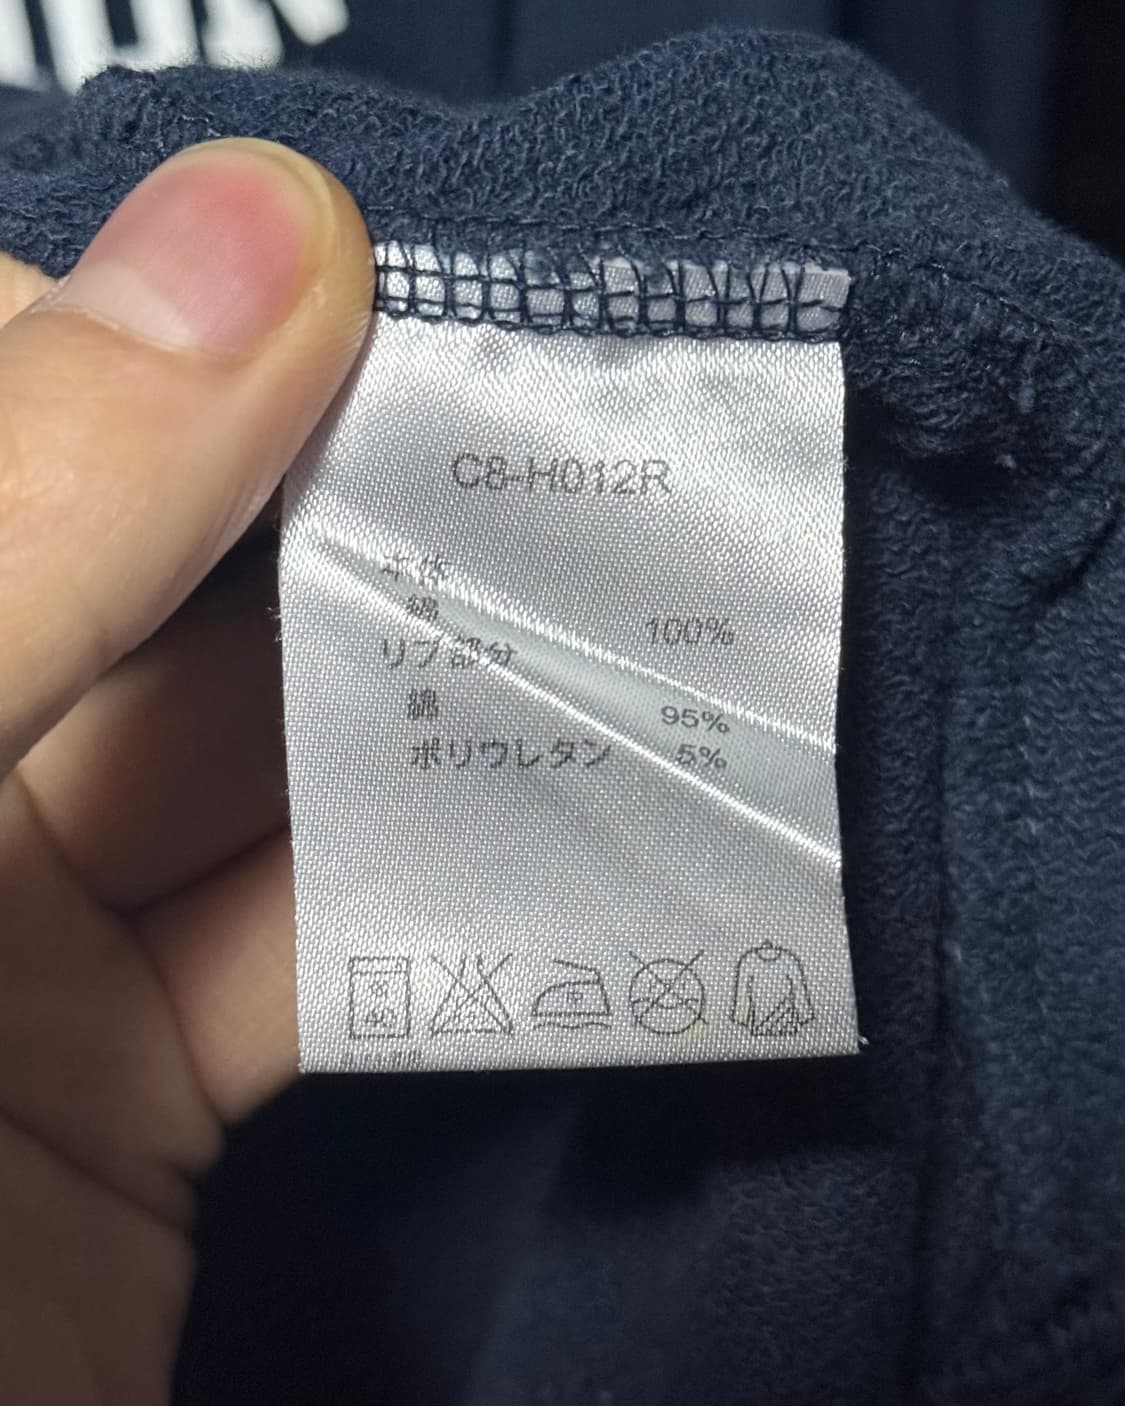 C8-H012R
本体
綿 100%
リブ部分
綿 95%
ポリウレタン 5%